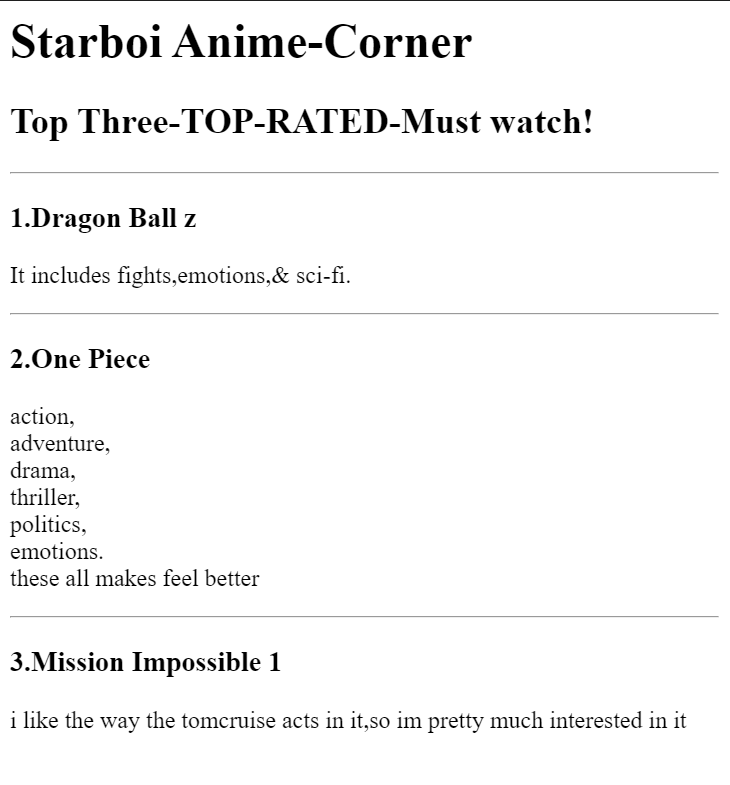 Starboi Anime-Corner
Top Three-TOP-RATED-Must watch!
1.Dragon Ball z
It includes fights,emotions,& sci-fi.
2.One Piece
action,
adventure,
drama,
thriller,
politics,
emotions.
these all makes feel better
3.Mission Impossible 1
i like the way the tomcruise acts in it,so im pretty much interested in it